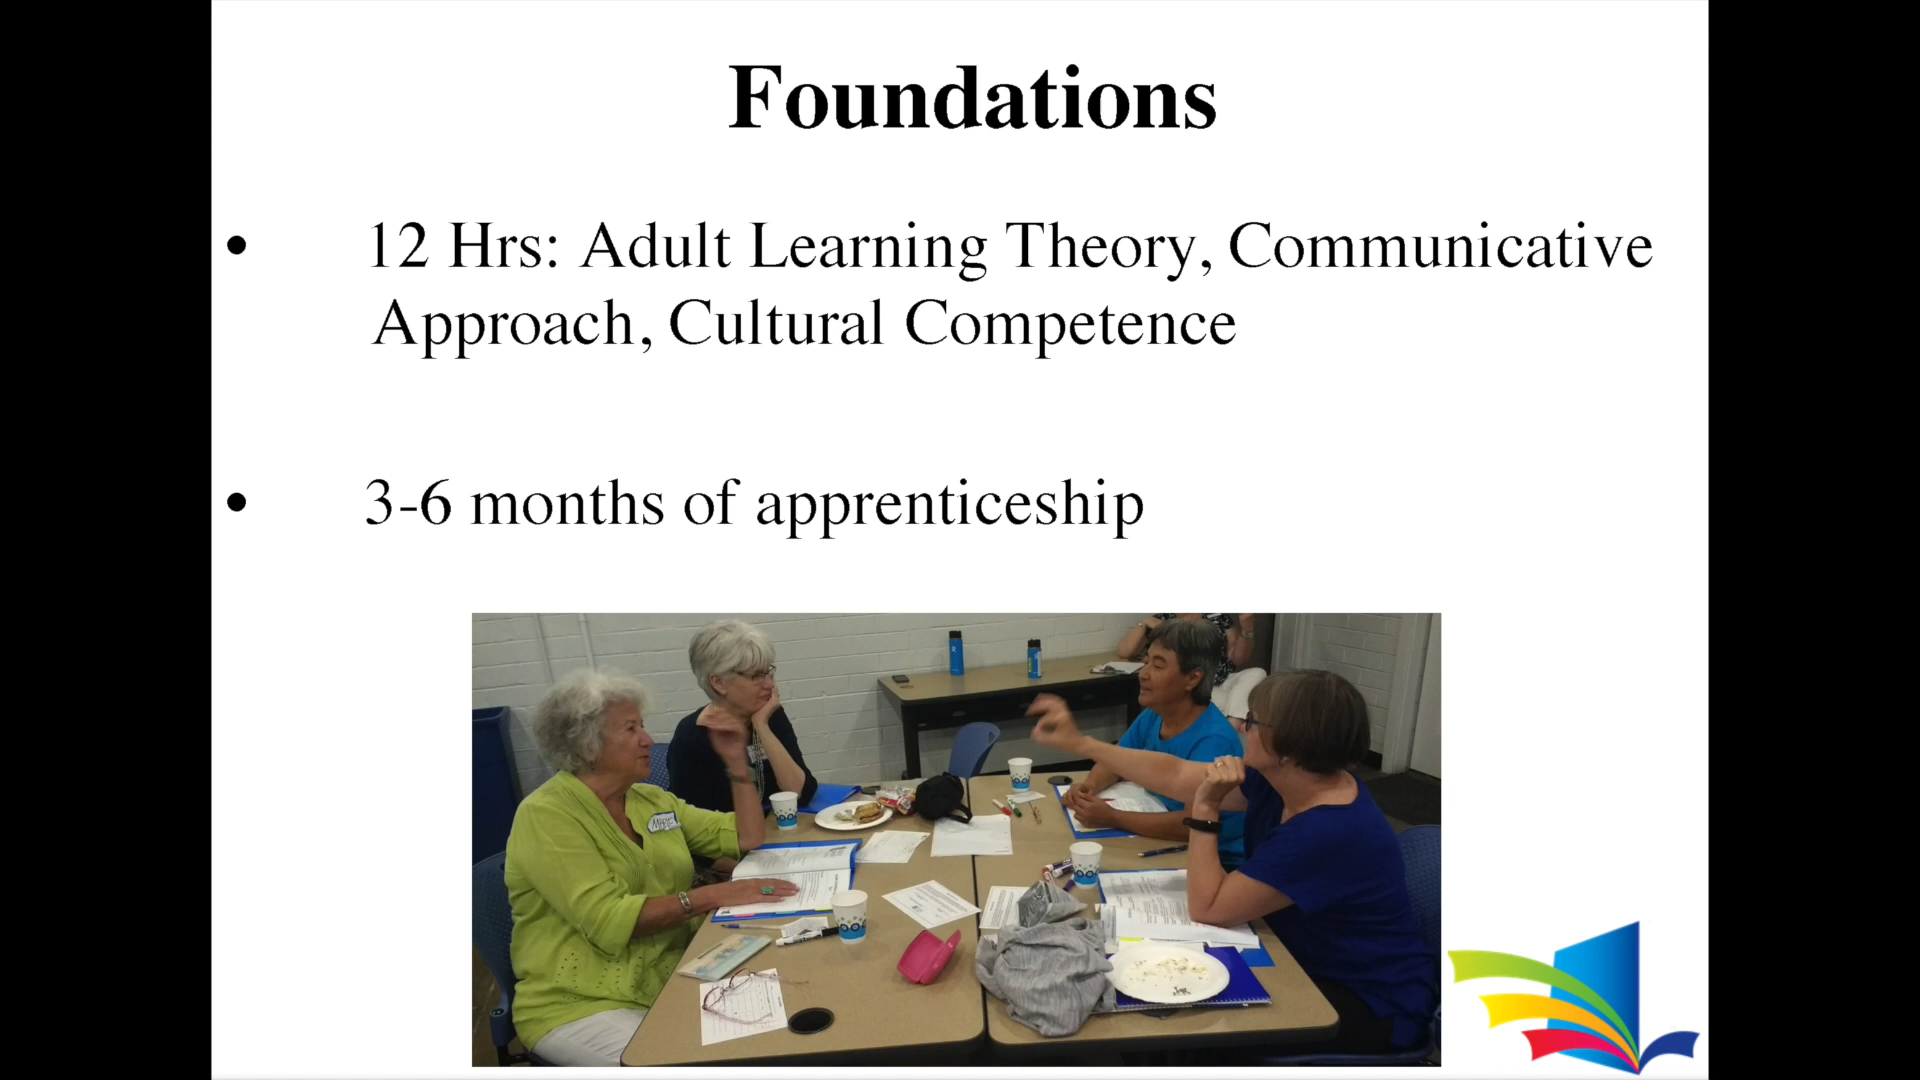 Foundations
• 12 Hrs: Adult Learning Theory, Communicative
Approach, Cultural Competence
• 3-6 months of apprenticeship